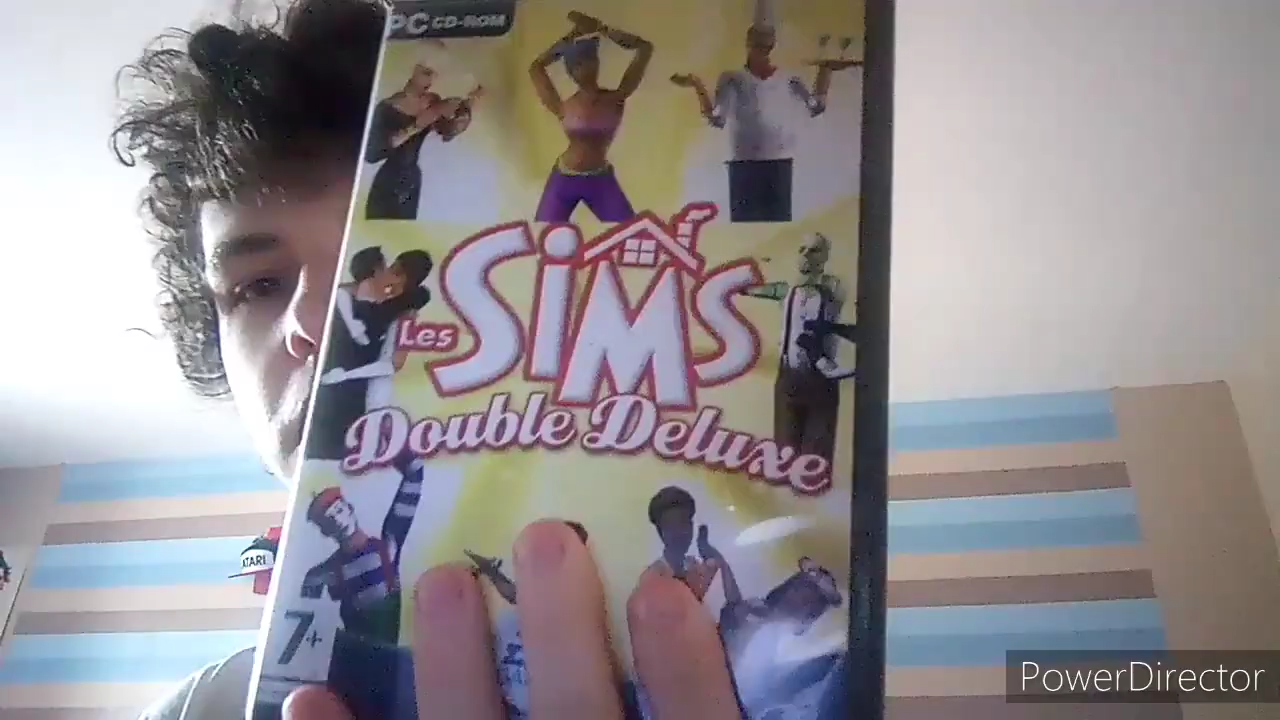 PC CD-ROM
Les SiMS
Double Deluxe
ATARI
7+
PowerDirector